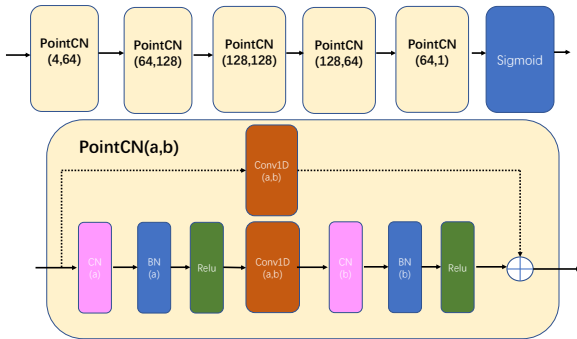 PointCN
(4,64)
PointCN
(64,128)
PointCN
(128,128)
PointCN
(128,64)
PointCN
(64,1)
Sigmoid
PointCN(a,b)
Conv1D
(a,b)
CN
(a)
BN
(a)
Relu
Conv1D
(a,b)
CN
(b)
BN
(b)
Relu